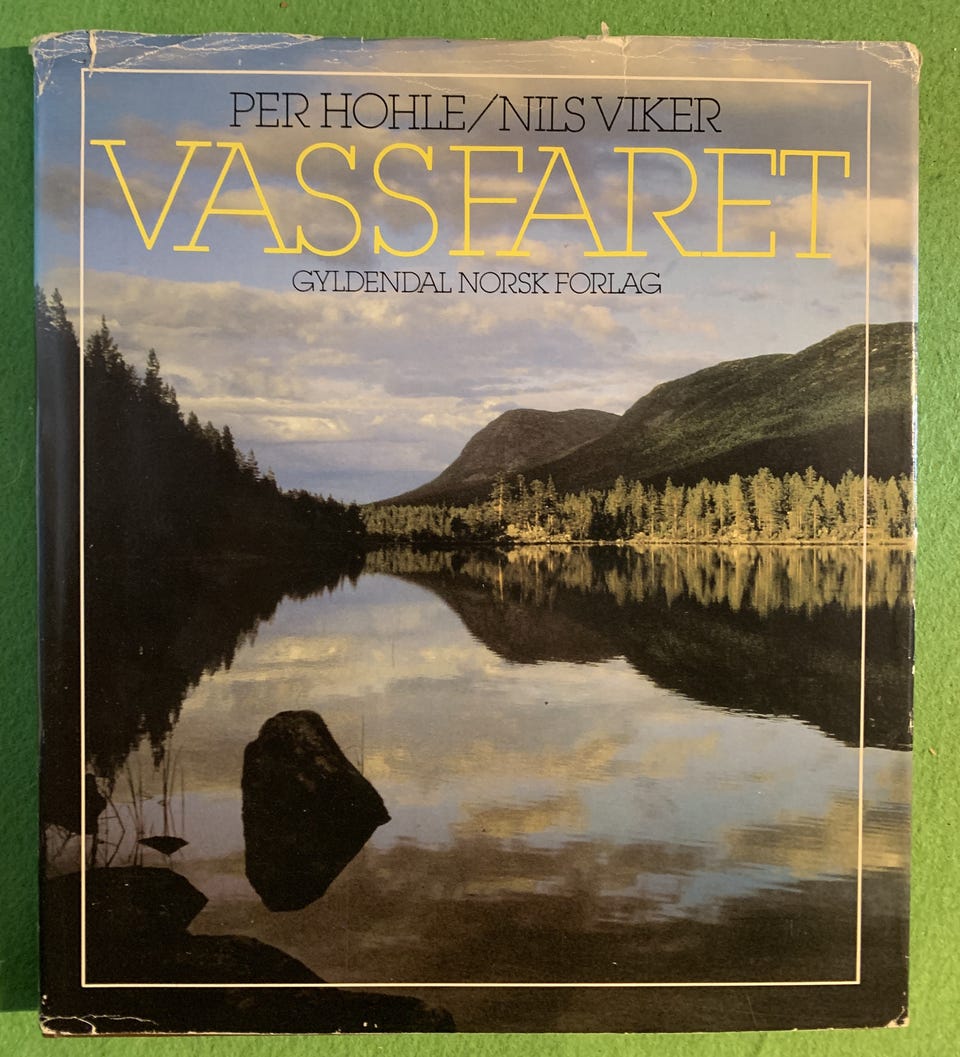 PER HOHLE/NILS VIKER
VASSFARET
GYLDENDAL NORSK FORLAG